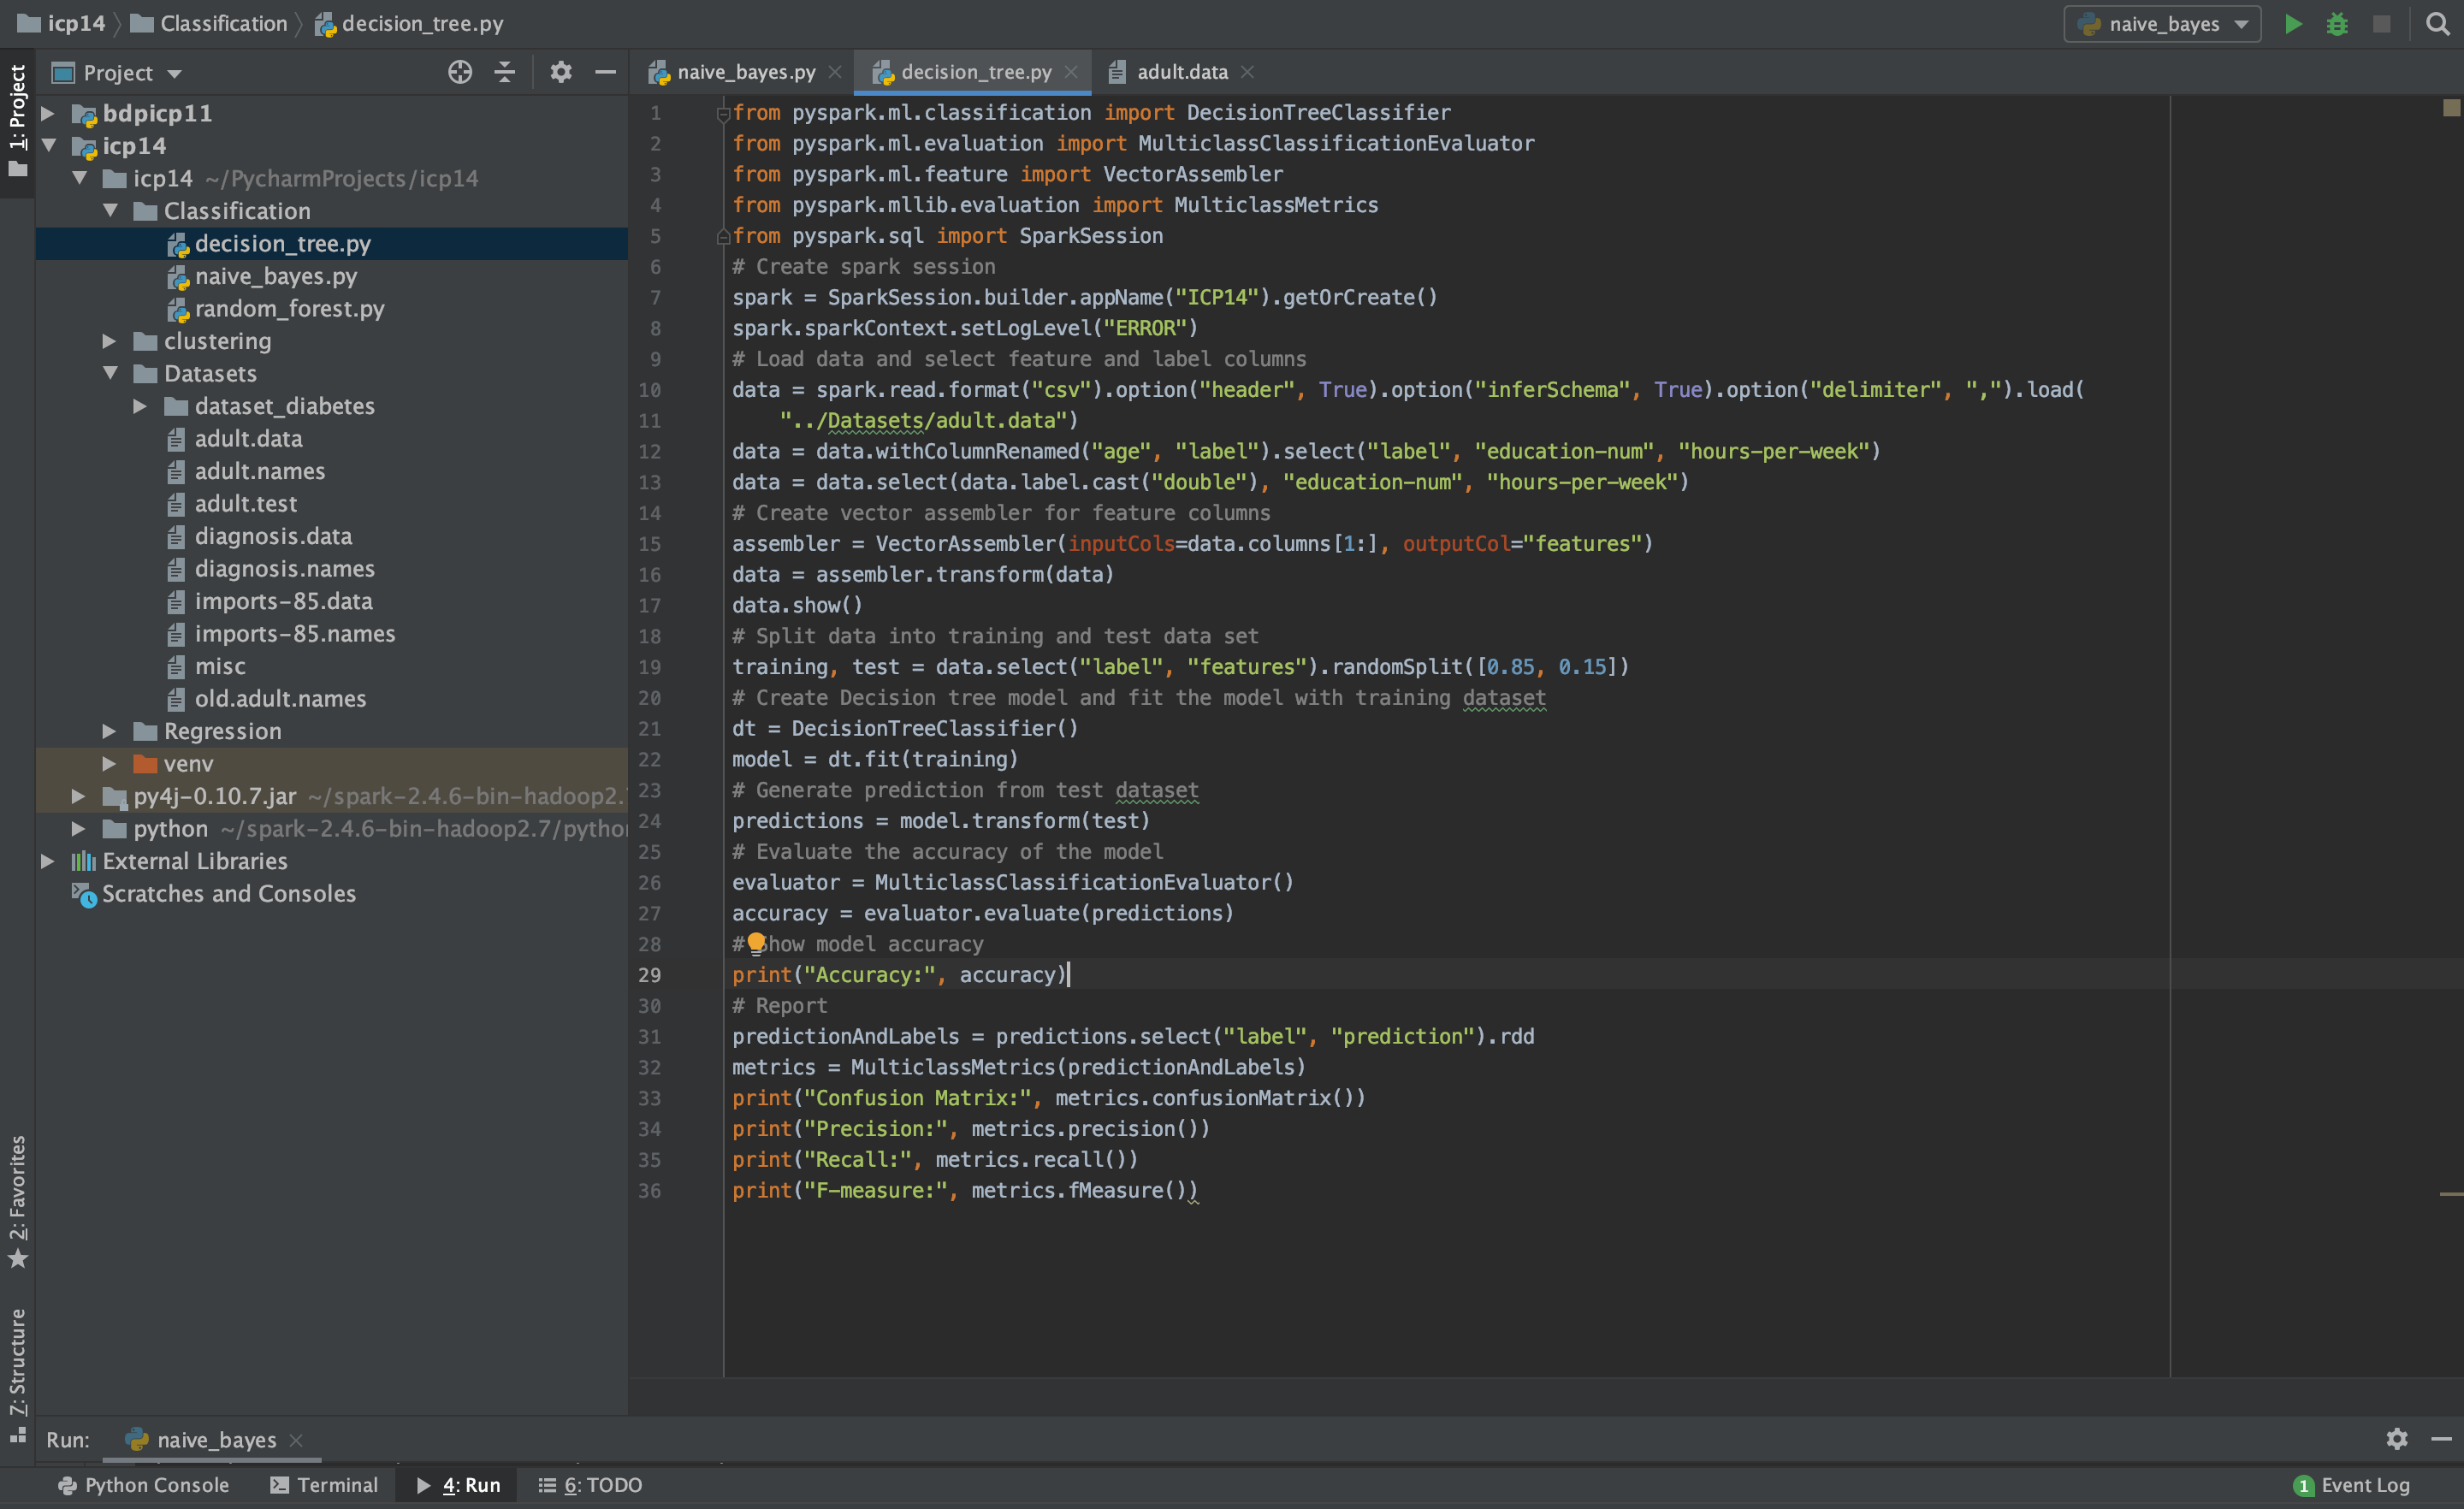 icp14 Classification decision_tree.py naive_bayes
1: Project
Project
naive_bayes.py decision_tree.py adult.data
bdpicp11
icp14
icp14 ~/PycharmProjects/icp14
Classification
decision_tree.py
naive_bayes.py
random_forest.py
clustering
Datasets
dataset_diabetes
adult.data
adult.names
adult.test
diagnosis.data
diagnosis.names
imports-85.data
imports-85.names
misc
old.adult.names
Regression
venv
py4j-0.10.7.jar ~/spark-2.4.6-bin-hadoop2.
python ~/spark-2.4.6-bin-hadoop2.7/pytho
External Libraries
Scratches and Consoles
1 from pyspark.ml.classification import DecisionTreeClassifier
2 from pyspark.ml.evaluation import MulticlassClassificationEvaluator
3 from pyspark.ml.feature import VectorAssembler
4 from pyspark.mllib.evaluation import MulticlassMetrics
5 from pyspark.sql import SparkSession
6 # Create spark session
7 spark = SparkSession.builder.appName("ICP14").getOrCreate()
8 spark.sparkContext.setLogLevel("ERROR")
9 # Load data and select feature and label columns
10 data = spark.read.format("csv").option("header", True).option("inferSchema", True).option("delimiter", ",").load(
11 "../Datasets/adult.data")
12 data = data.withColumnRenamed("age", "label").select("label", "education-num", "hours-per-week")
13 data = data.select(data.label.cast("double"), "education-num", "hours-per-week")
14 # Create vector assembler for feature columns
15 assembler = VectorAssembler(inputCols=data.columns[1:], outputCol="features")
16 data = assembler.transform(data)
17 data.show()
18 # Split data into training and test data set
19 training, test = data.select("label", "features").randomSplit([0.85, 0.15])
20 # Create Decision tree model and fit the model with training dataset
21 dt = DecisionTreeClassifier()
22 model = dt.fit(training)
23 # Generate prediction from test dataset
24 predictions = model.transform(test)
25 # Evaluate the accuracy of the model
26 evaluator = MulticlassClassificationEvaluator()
27 accuracy = evaluator.evaluate(predictions)
28 # Show model accuracy
29 print("Accuracy:", accuracy)
30 # Report
31 predictionAndLabels = predictions.select("label", "prediction").rdd
32 metrics = MulticlassMetrics(predictionAndLabels)
33 print("Confusion Matrix:", metrics.confusionMatrix())
34 print("Precision:", metrics.precision())
35 print("Recall:", metrics.recall())
36 print("F-measure:", metrics.fMeasure())
2: Favorites
7: Structure
Run: naive_bayes
Python Console Terminal 4: Run 6: TODO 1 Event Log